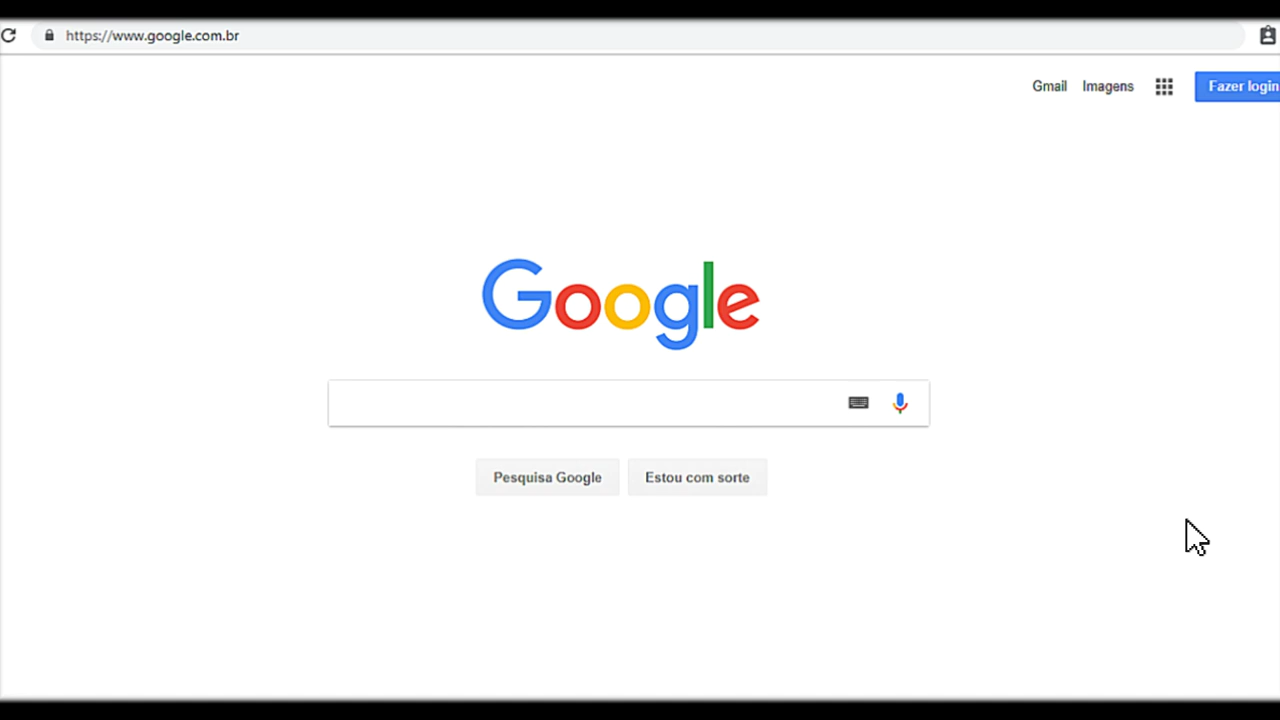 https://www.google.com.br
Gmail Imagens Fazer login
Google
Pesquisa Google Estou com sorte